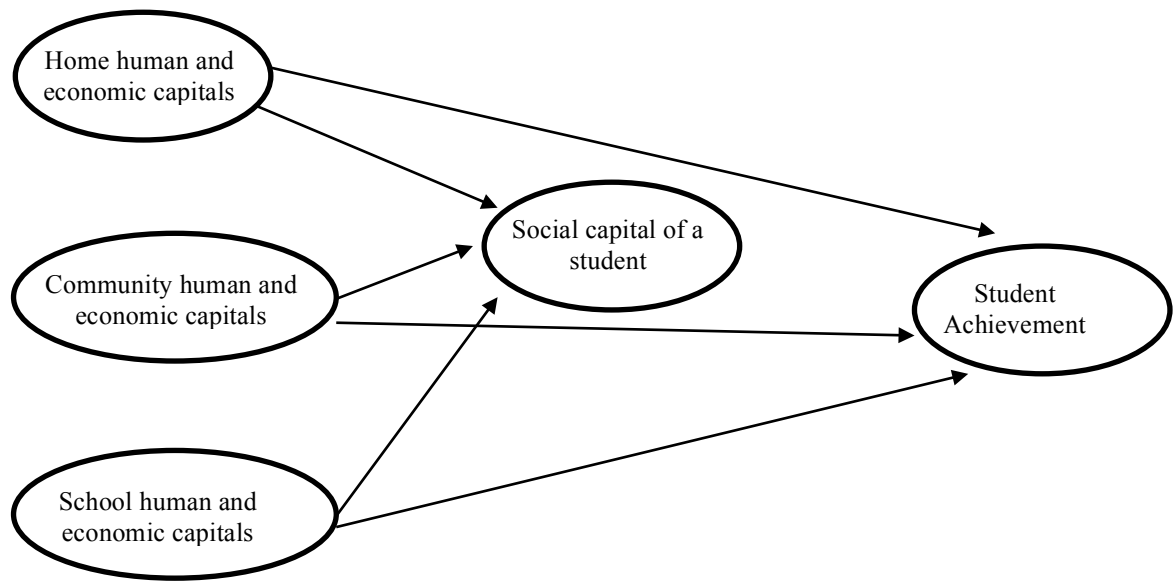 Home human and
economic capitals
Social capital of a
student
Community human and
economic capitals
Student
Achievement
School human and
economic capitals